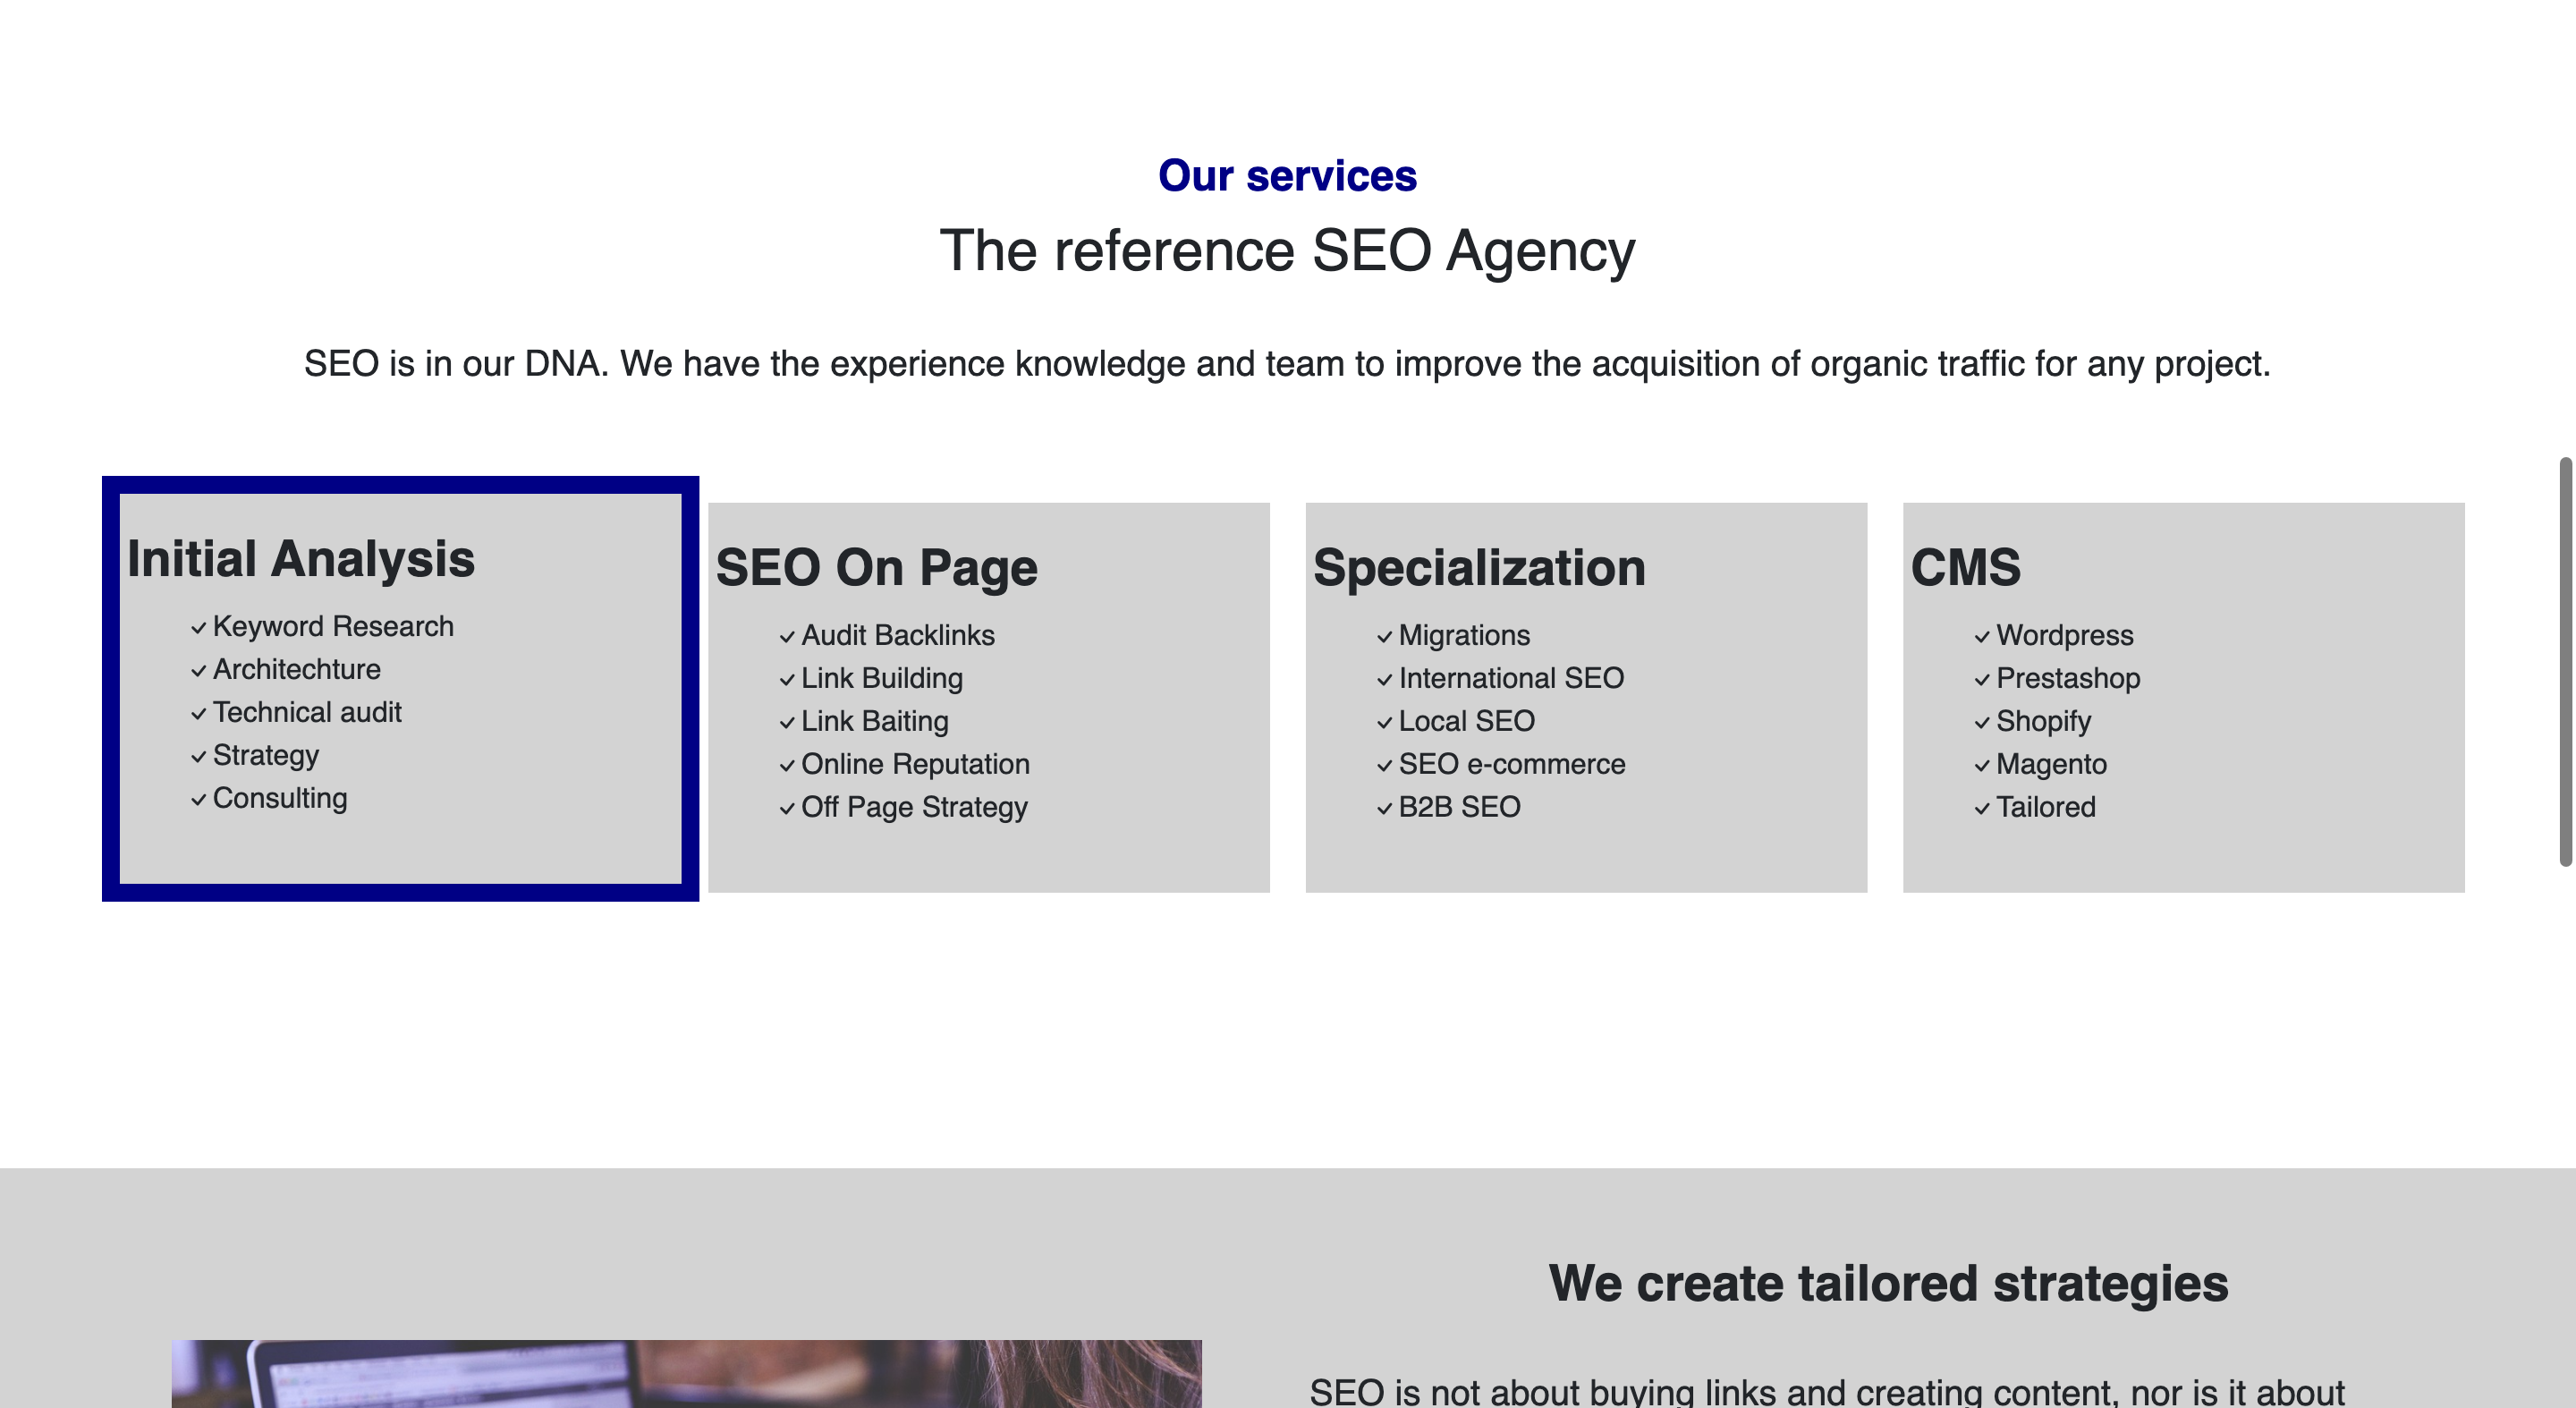 Our services
The reference SEO Agency
SEO is in our DNA. We have the experience knowledge and team to improve the acquisition of organic traffic for any project.
Initial Analysis
Keyword Research
Architechture
Technical audit
Strategy
Consulting
SEO On Page
Audit Backlinks
Link Building
Link Baiting
Online Reputation
Off Page Strategy
Specialization
Migrations
International SEO
Local SEO
SEO e-commerce
B2B SEO
CMS
Wordpress
Prestashop
Shopify
Magento
Tailored
We create tailored strategies
SEO is not about buying links and creating content, nor is it about